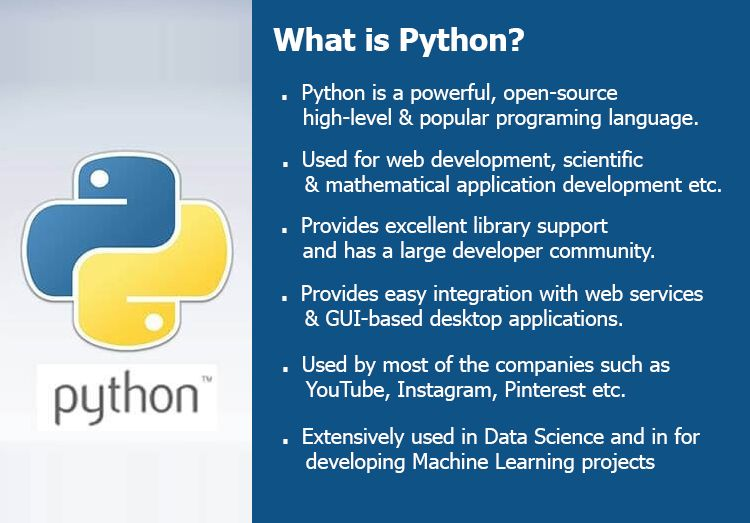 What is Python?
. Python is a powerful, open-source
high-level & popular programing language.
. Used for web development, scientific
& mathematical application development etc.
. Provides excellent library support
and has a large developer community.
. Provides easy integration with web services
& GUI-based desktop applications.
. Used by most of the companies such as
YouTube, Instagram, Pinterest etc.
. Extensively used in Data Science and in for
developing Machine Learning projects
python™